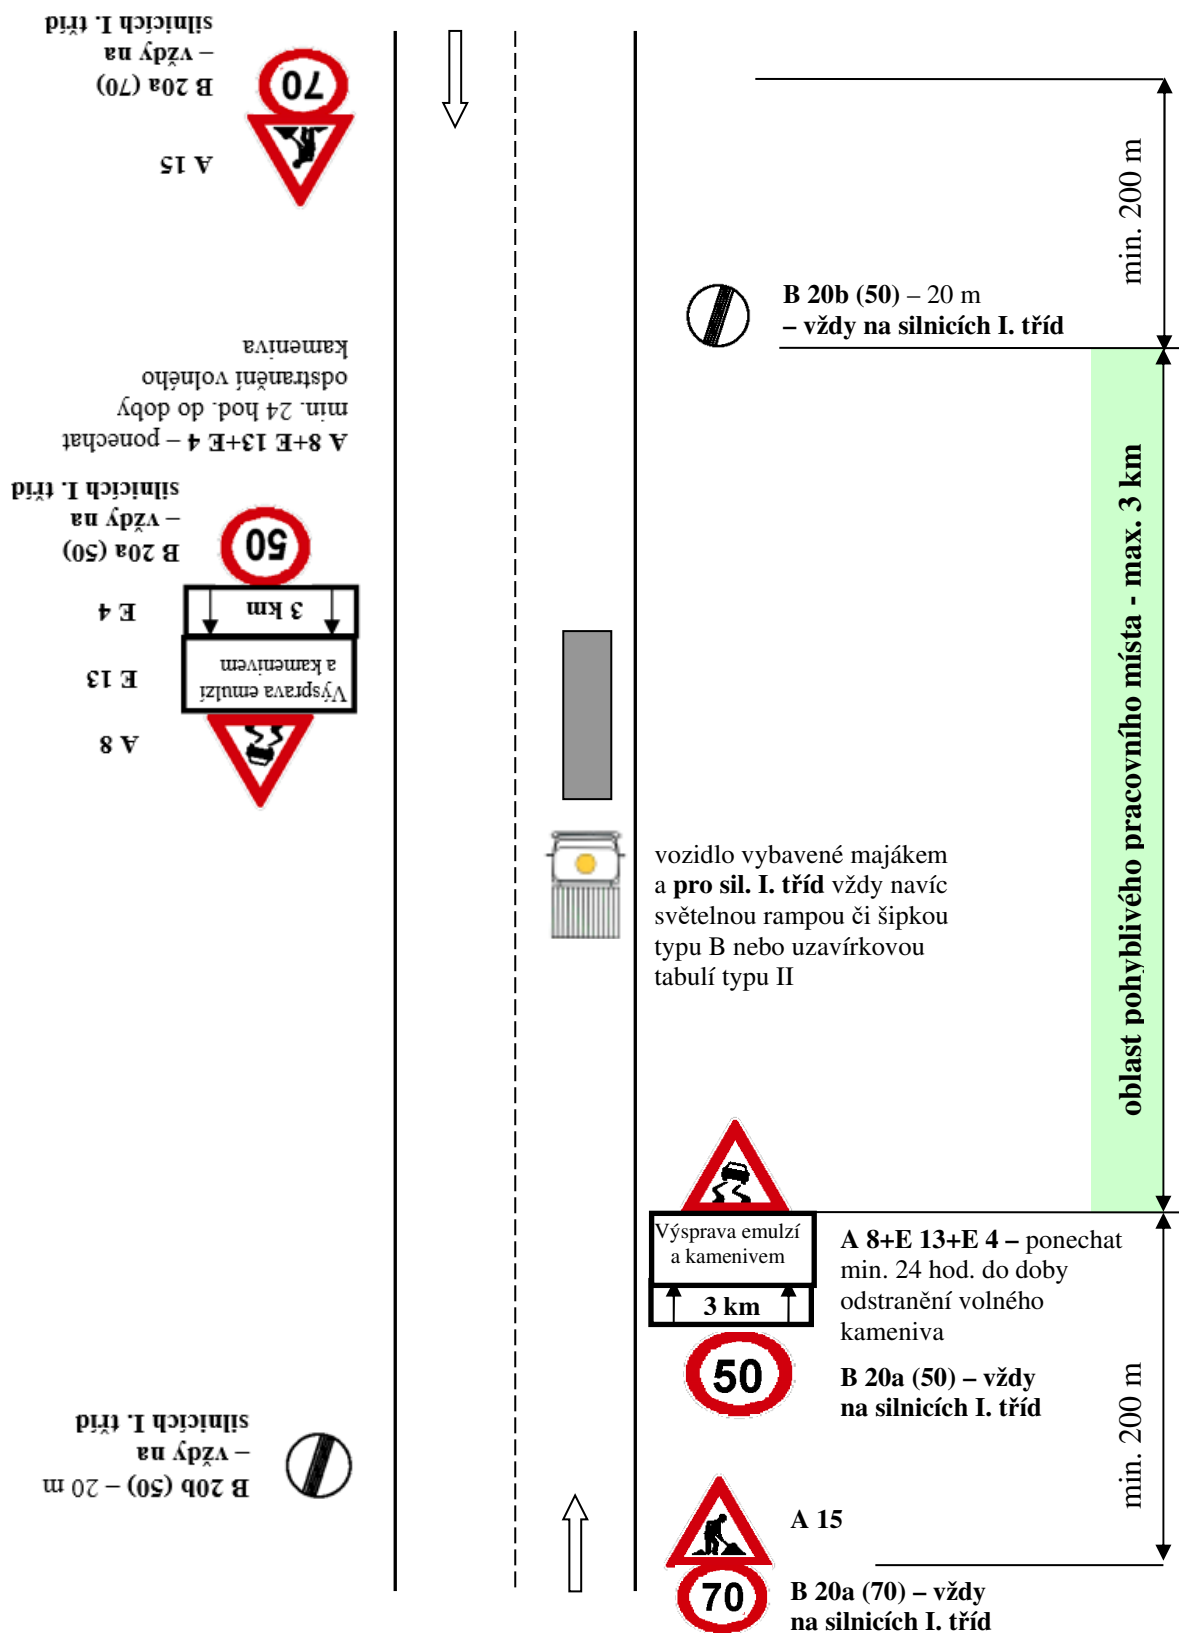 B 20a (70)
– vždy na
silnicích I. tříd
70
A 15
min. 200 m
B 20b (50) – 20 m
– vždy na silnicích I. tříd
A 8+E 13+E 4 – ponechat
min. 24 hod. do doby
odstranění volného
kameniva
B 20a (50)
– vždy na
silnicích I. tříd
50
E 4
3 km
E 13
Výsprava emulzí
a kamenivem
A 8
oblast pohyblivého pracovního místa - max. 3 km
vozidlo vybavené majákem
a pro sil. I. tříd vždy navíc
světelnou rampou či šipkou
typu B nebo uzavírkovou
tabulí typu II
Výsprava emulzí
a kamenivem
3 km
50
A 8+E 13+E 4 – ponechat
min. 24 hod. do doby
odstranění volného
kameniva
B 20a (50) – vždy
na silnicích I. tříd
min. 200 m
B 20b (50) – 20 m
– vždy na
silnicích I. tříd
A 15
70
B 20a (70) – vždy
na silnicích I. tříd